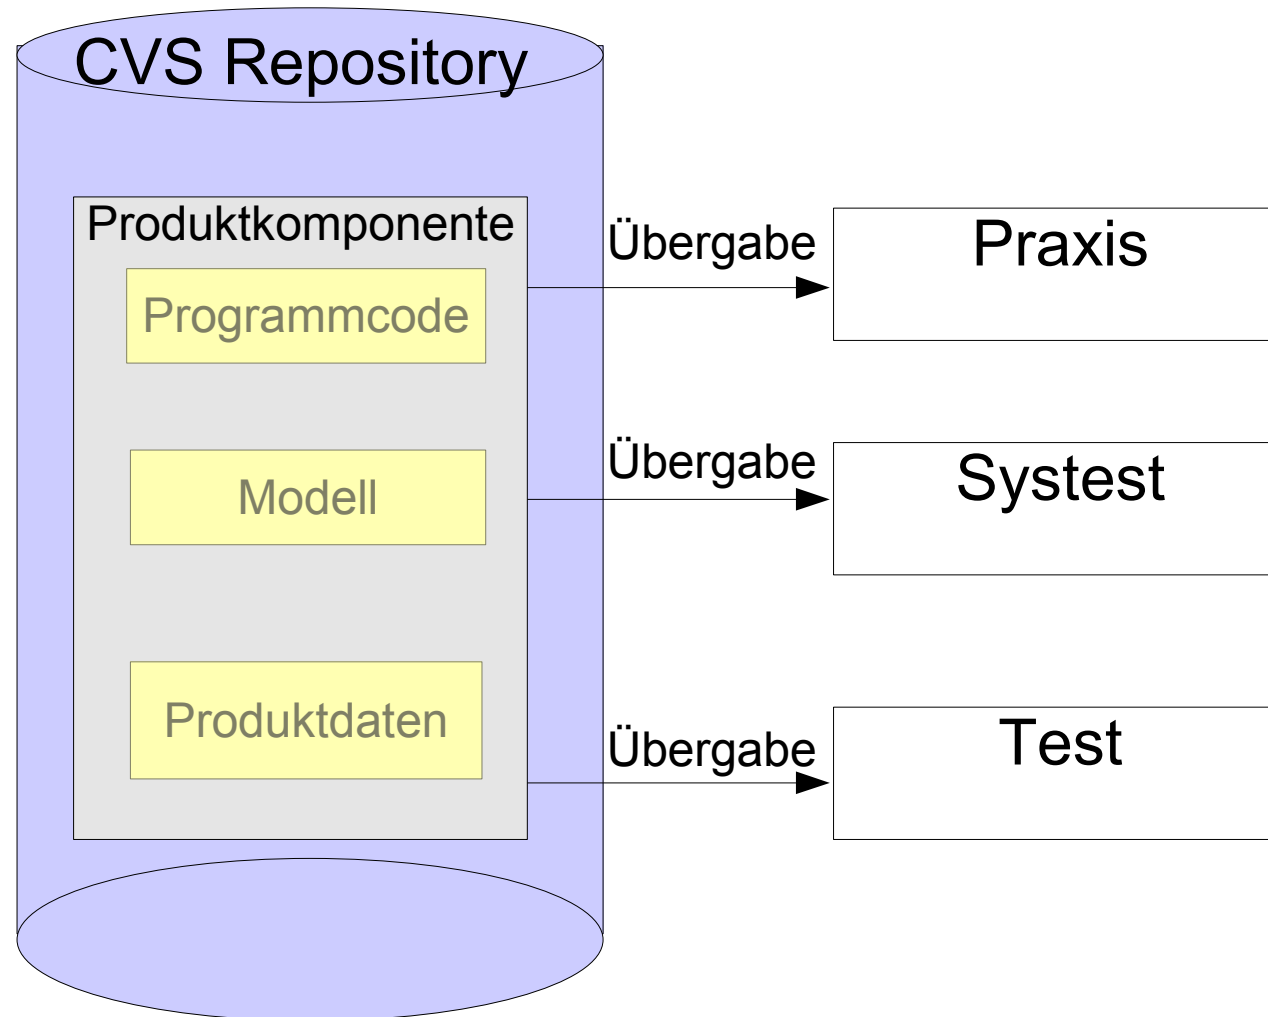 CVS Repository
Produktkomponente
Programmcode
Modell
Produktdaten
Übergabe
Praxis
Übergabe
Systest
Übergabe
Test